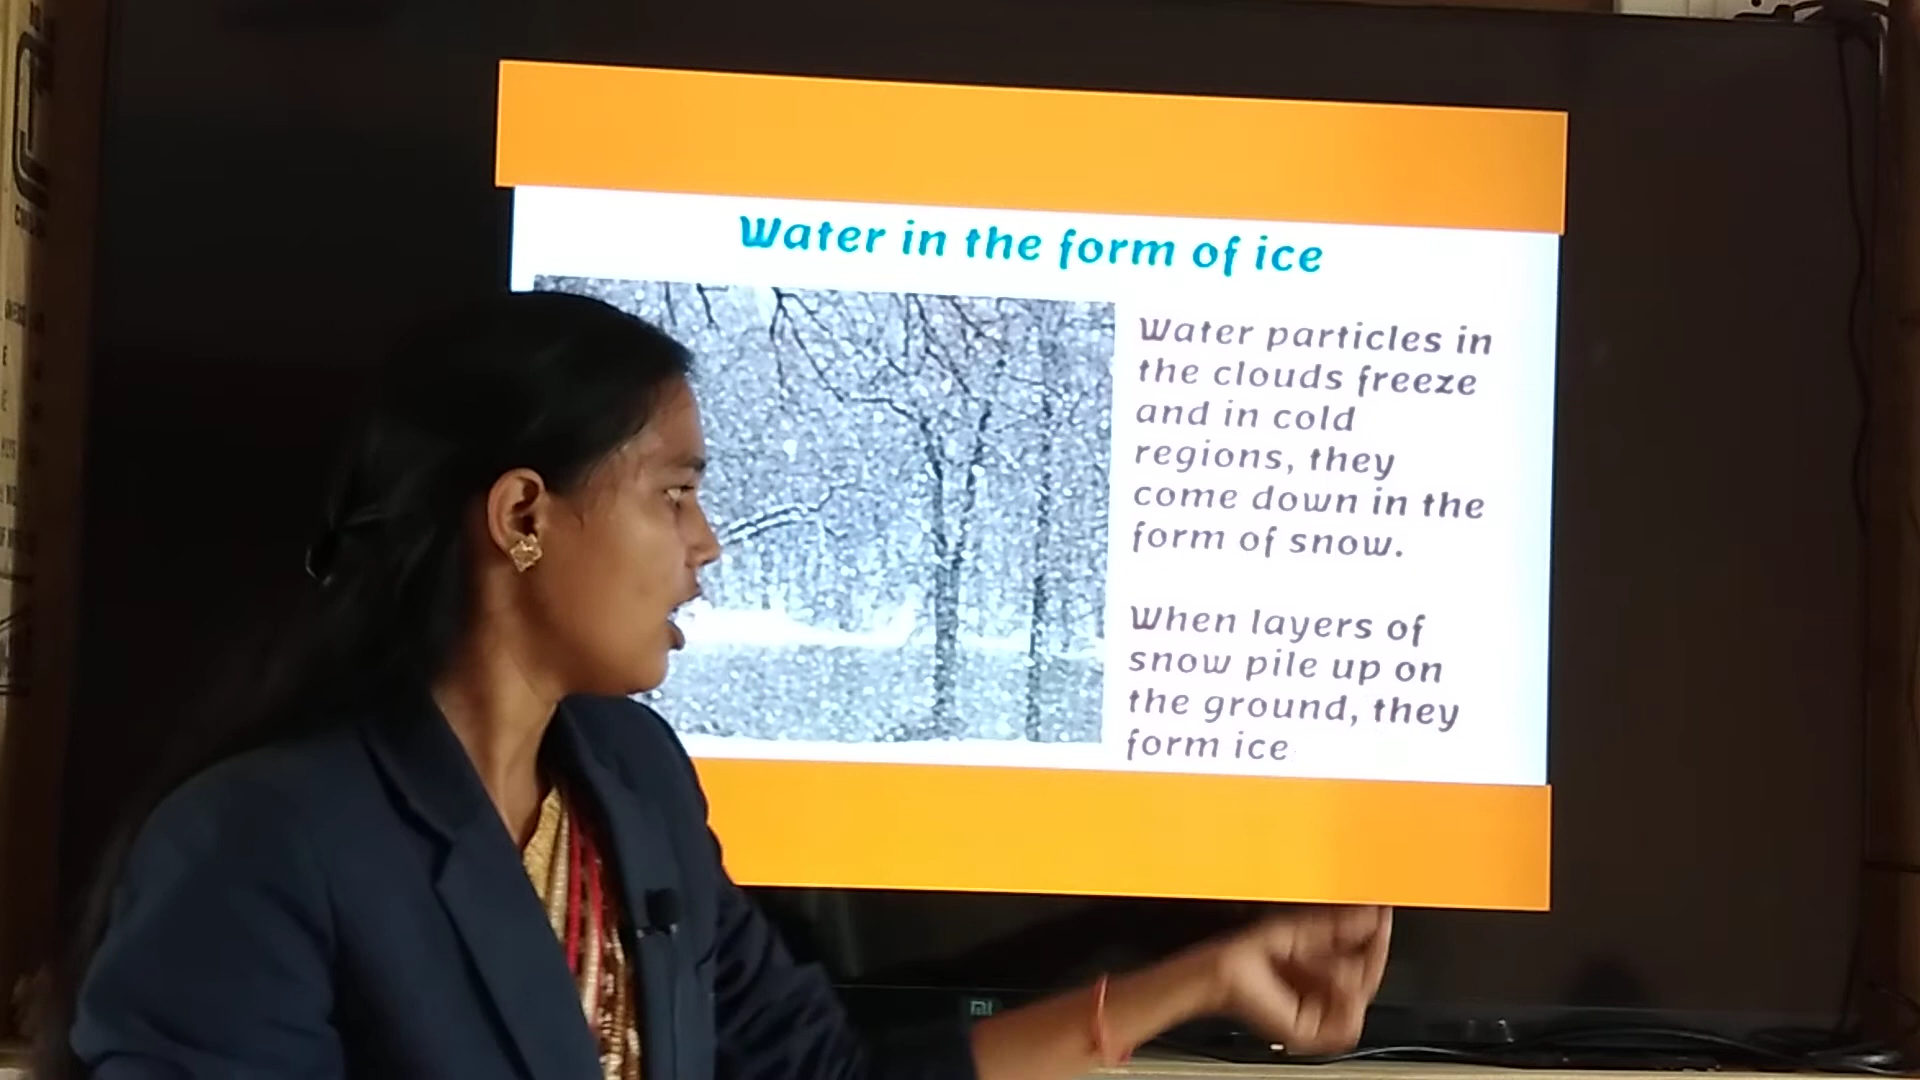 Water in the form of ice
Water particles in
the clouds freeze
and in cold
regions, they
come down in the
form of snow.
When layers of
snow pile up on
the ground, they
form ice
mi